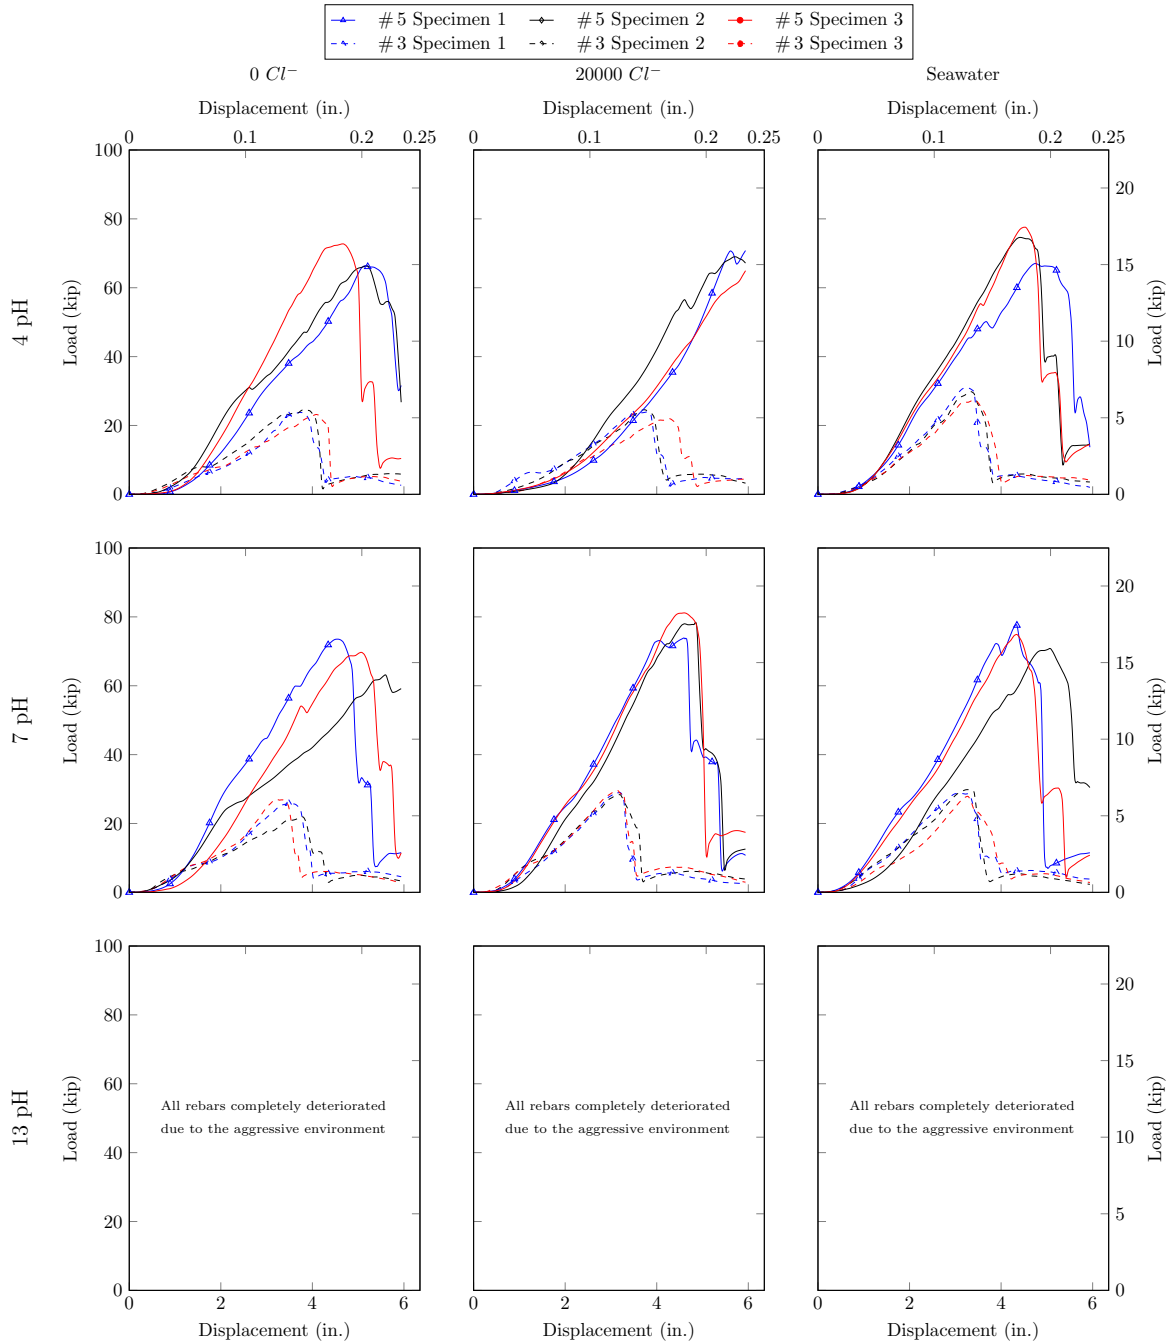 # 5 Specimen 1 # 5 Specimen 2 # 5 Specimen 3
# 3 Specimen 1 # 3 Specimen 2 # 3 Specimen 3
0 Cl⁻ 20000 Cl⁻ Seawater
Displacement (in.) Displacement (in.) Displacement (in.)
0 0.1 0.2 0.25 0 0.1 0.2 0.25 0 0.1 0.2 0.25
4 pH
Load (kip)
100
80
60
40
20
0
20
15
10
5
0
Load (kip)
7 pH
Load (kip)
100
80
60
40
20
0
20
15
10
5
0
Load (kip)
13 pH
Load (kip)
100
80
60
40
20
0
All rebars completely deteriorated
due to the aggressive environment
All rebars completely deteriorated
due to the aggressive environment
All rebars completely deteriorated
due to the aggressive environment
20
15
10
5
0
Load (kip)
0 2 4 6 0 2 4 6 0 2 4 6
Displacement (in.) Displacement (in.) Displacement (in.)